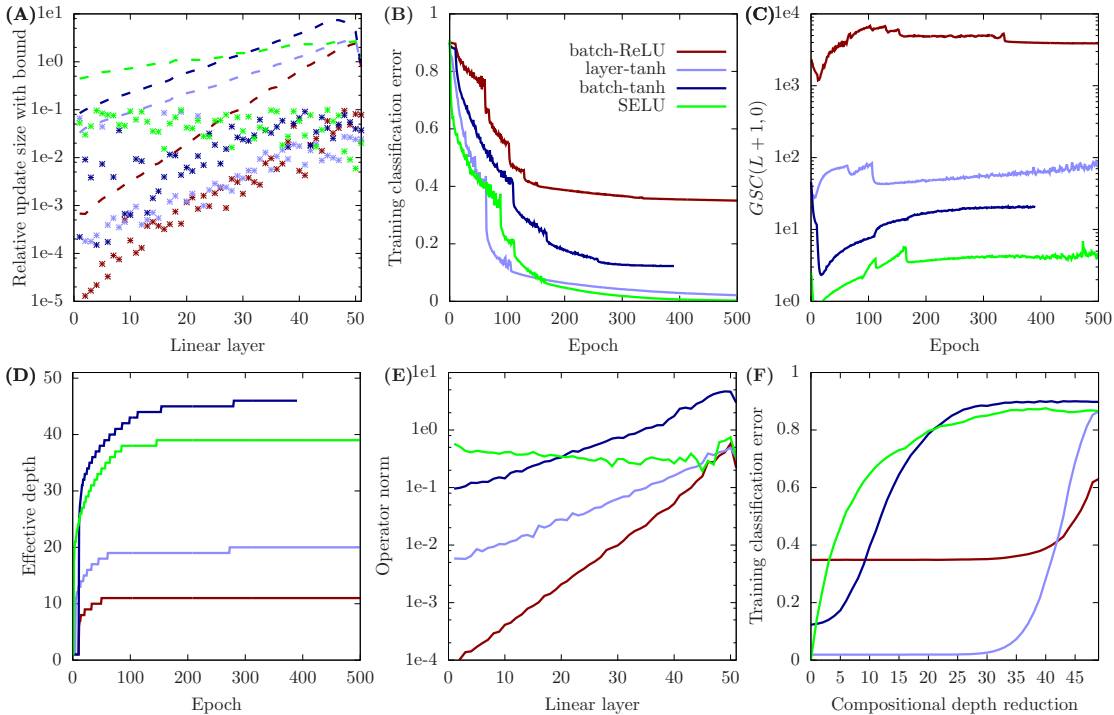 (A)
Relative update size with bound
1e1
1e0
1e-1
1e-2
1e-3
1e-4
1e-5
0
10
20
30
40
50
Linear layer
(B)
Training classification error
1
0.8
0.6
0.4
0.2
0
0
100
200
300
400
500
Epoch
batch-ReLU
layer-tanh
batch-tanh
SELU
(C)
GSC(L + 1, 0)
1e4
1e3
1e2
1e1
1e0
0
100
200
300
400
500
Epoch
(D)
Effective depth
50
40
30
20
10
0
0
100
200
300
400
500
Epoch
(E)
Operator norm
1e1
1e0
1e-1
1e-2
1e-3
1e-4
0
10
20
30
40
50
Linear layer
(F)
Training classification error
1
0.8
0.6
0.4
0.2
0
0
5
10
15
20
25
30
35
40
45
Compositional depth reduction